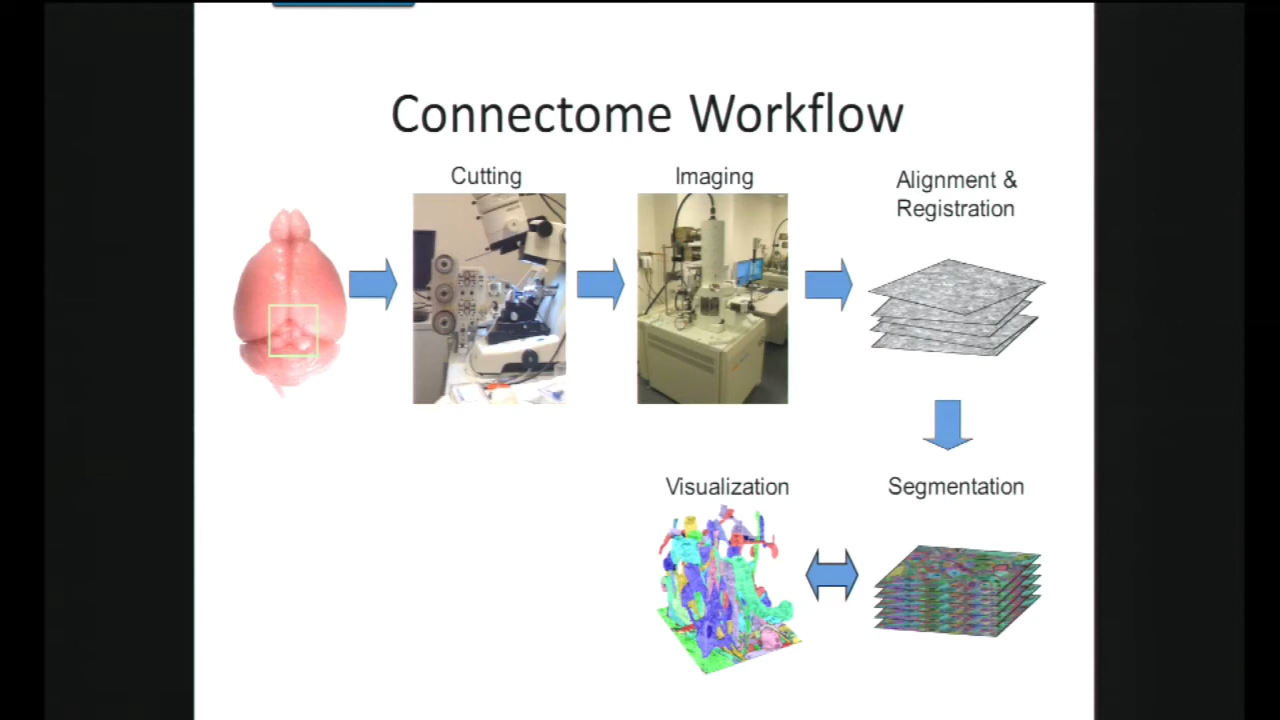 Connectome Workflow
Cutting
Imaging
Alignment &
Registration
Visualization
Segmentation